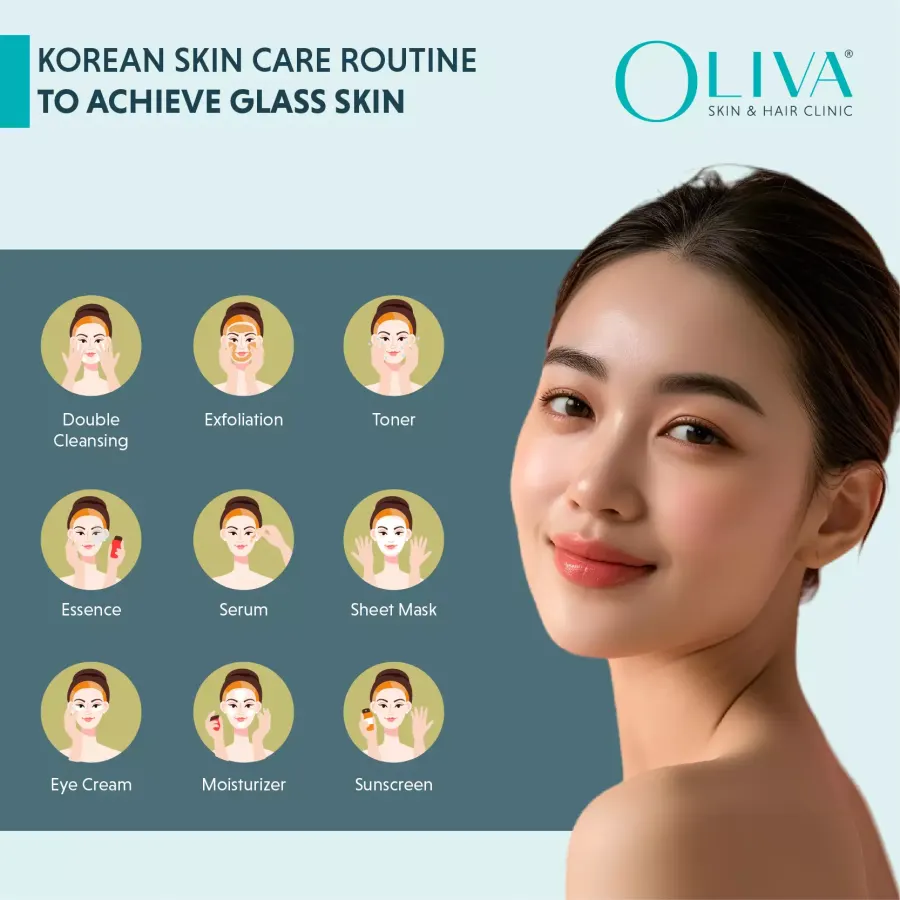 KOREAN SKIN CARE ROUTINE
TO ACHIEVE GLASS SKIN
OLIVA®
SKIN & HAIR CLINIC
Double
Cleansing
Exfoliation
Toner
Essence
Serum
Sheet Mask
Eye Cream
Moisturizer
Sunscreen